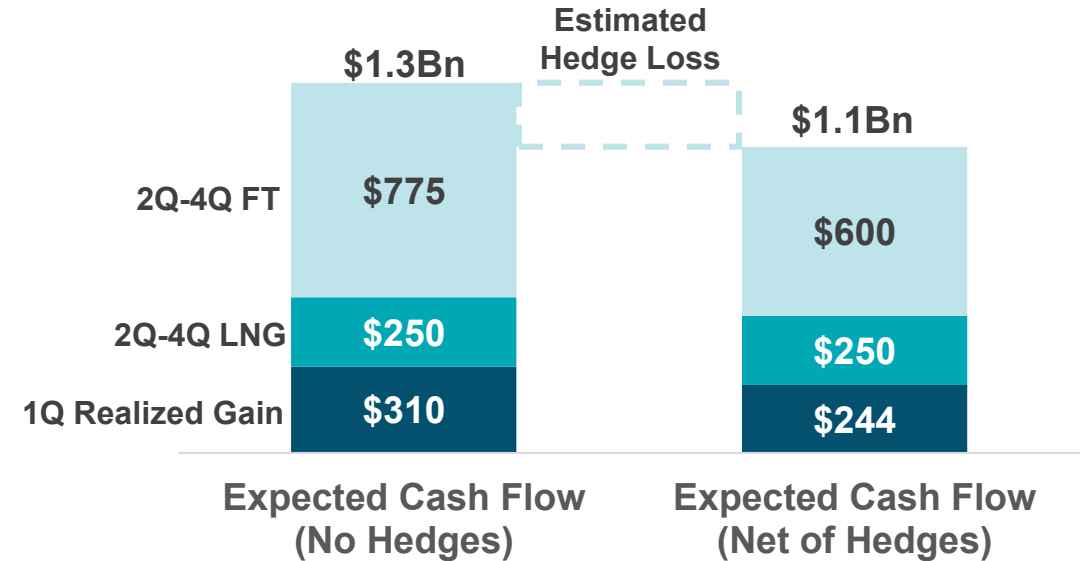 Estimated
Hedge Loss
$1.3Bn
$1.1Bn
2Q-4Q FT
$775
$600
2Q-4Q LNG
$250
$250
1Q Realized Gain
$310
$244
Expected Cash Flow
(No Hedges)
Expected Cash Flow
(Net of Hedges)